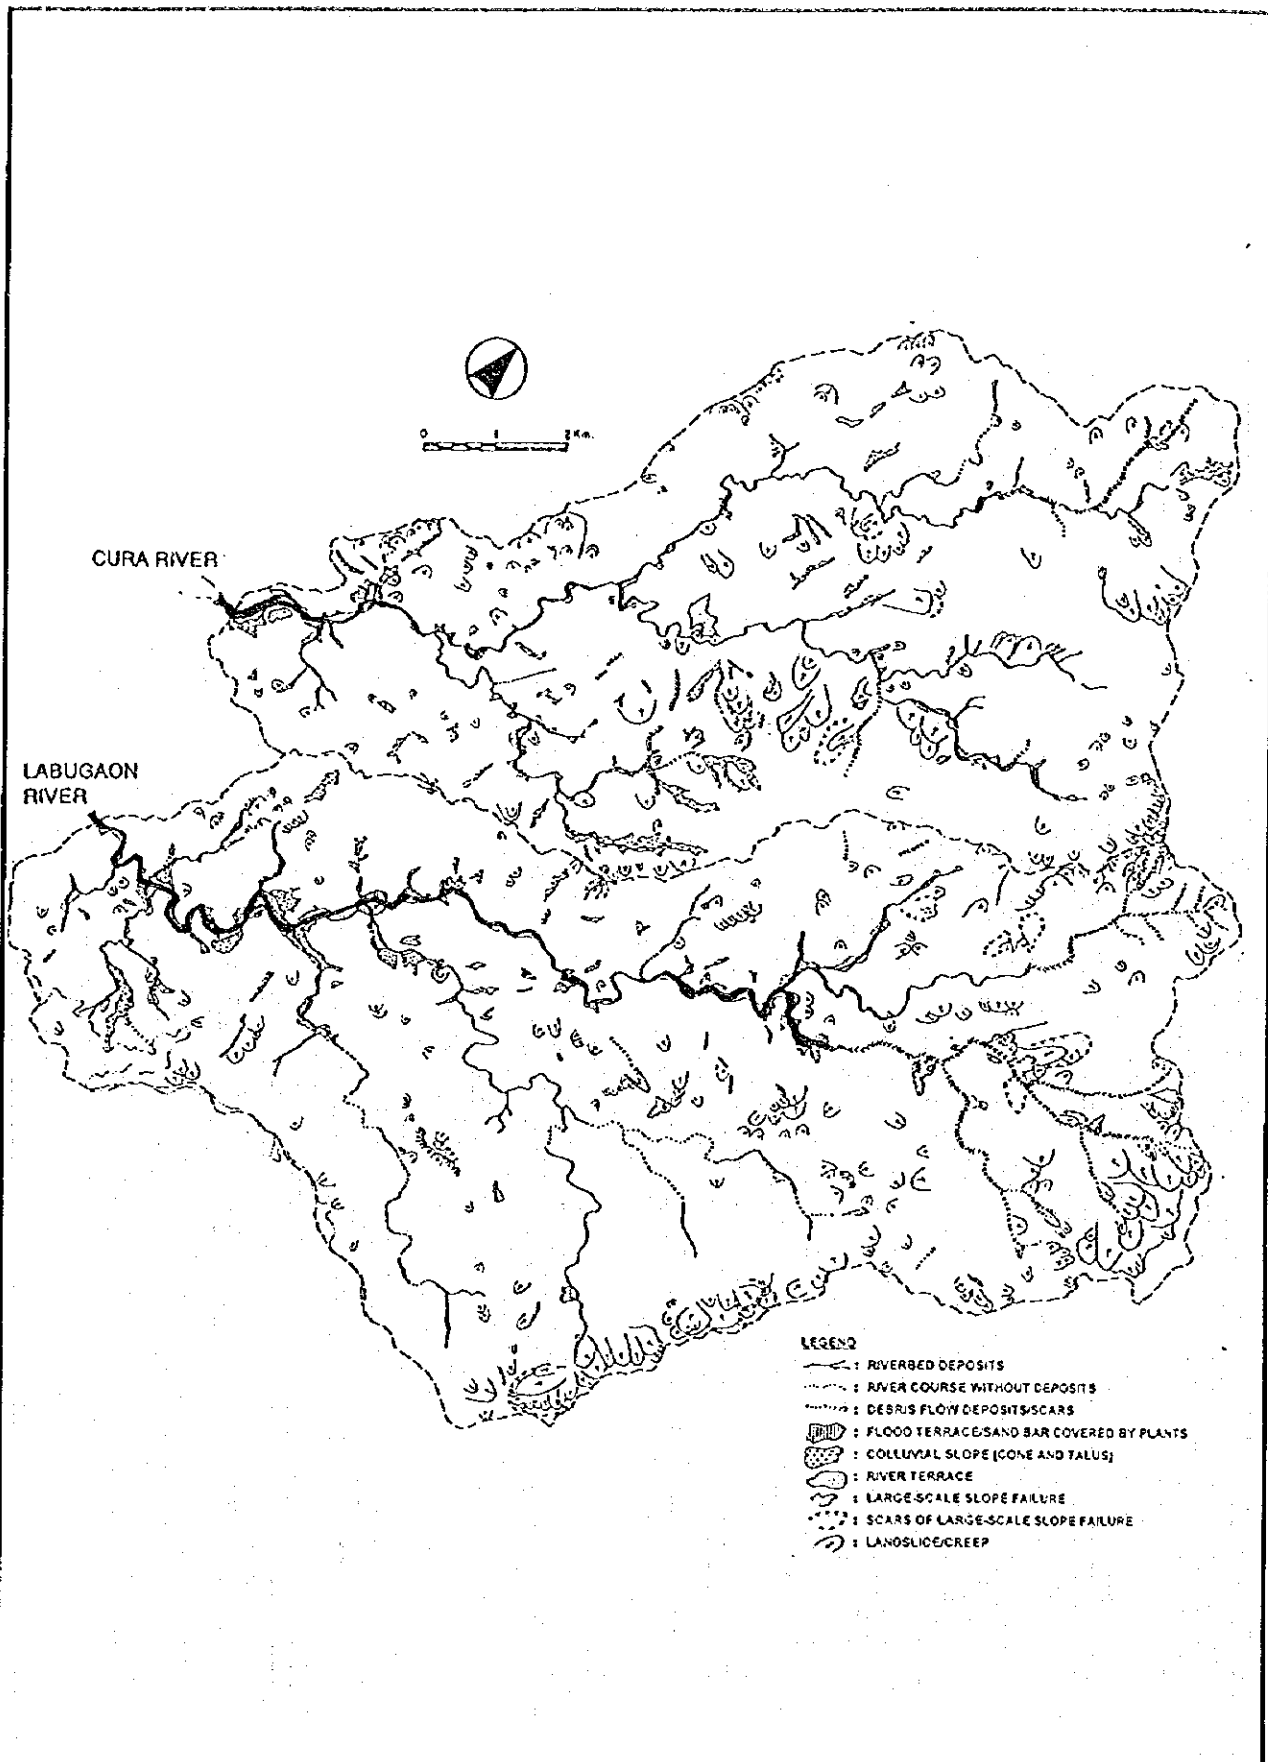 0 1 2 Km.
CURA RIVER
LABUGAON
RIVER
LEGEND
: RIVERBED DEPOSITS
: RIVER COURSE WITHOUT DEPOSITS
: DEBRIS FLOW DEPOSITS/SCARS
: FLOOD TERRACE/SAND BAR COVERED BY PLANTS
: COLLUVIAL SLOPE (CONE AND TALUS)
: RIVER TERRACE
: LARGE-SCALE SLOPE FAILURE
: SCARS OF LARGE-SCALE SLOPE FAILURE
: LANDSLIDE/CREEP